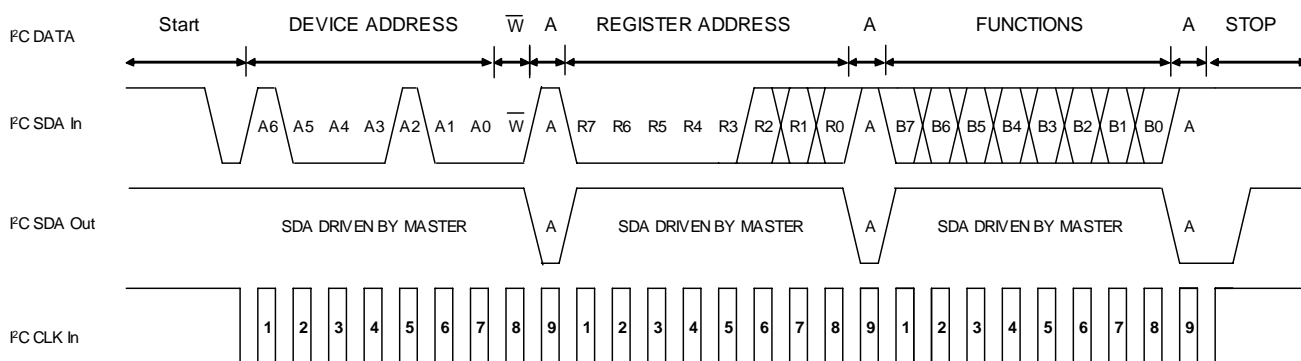 I²C DATA Start DEVICE ADDRESS W̅ A REGISTER ADDRESS A FUNCTIONS A STOP
I²C SDA In A6 A5 A4 A3 A2 A1 A0 W̅ A R7 R6 R5 R4 R3 R2 R1 R0 A B7 B6 B5 B4 B3 B2 B1 B0 A
I²C SDA Out SDA DRIVEN BY MASTER A SDA DRIVEN BY MASTER A SDA DRIVEN BY MASTER A
I²C CLK In 1 2 3 4 5 6 7 8 9 1 2 3 4 5 6 7 8 9 1 2 3 4 5 6 7 8 9